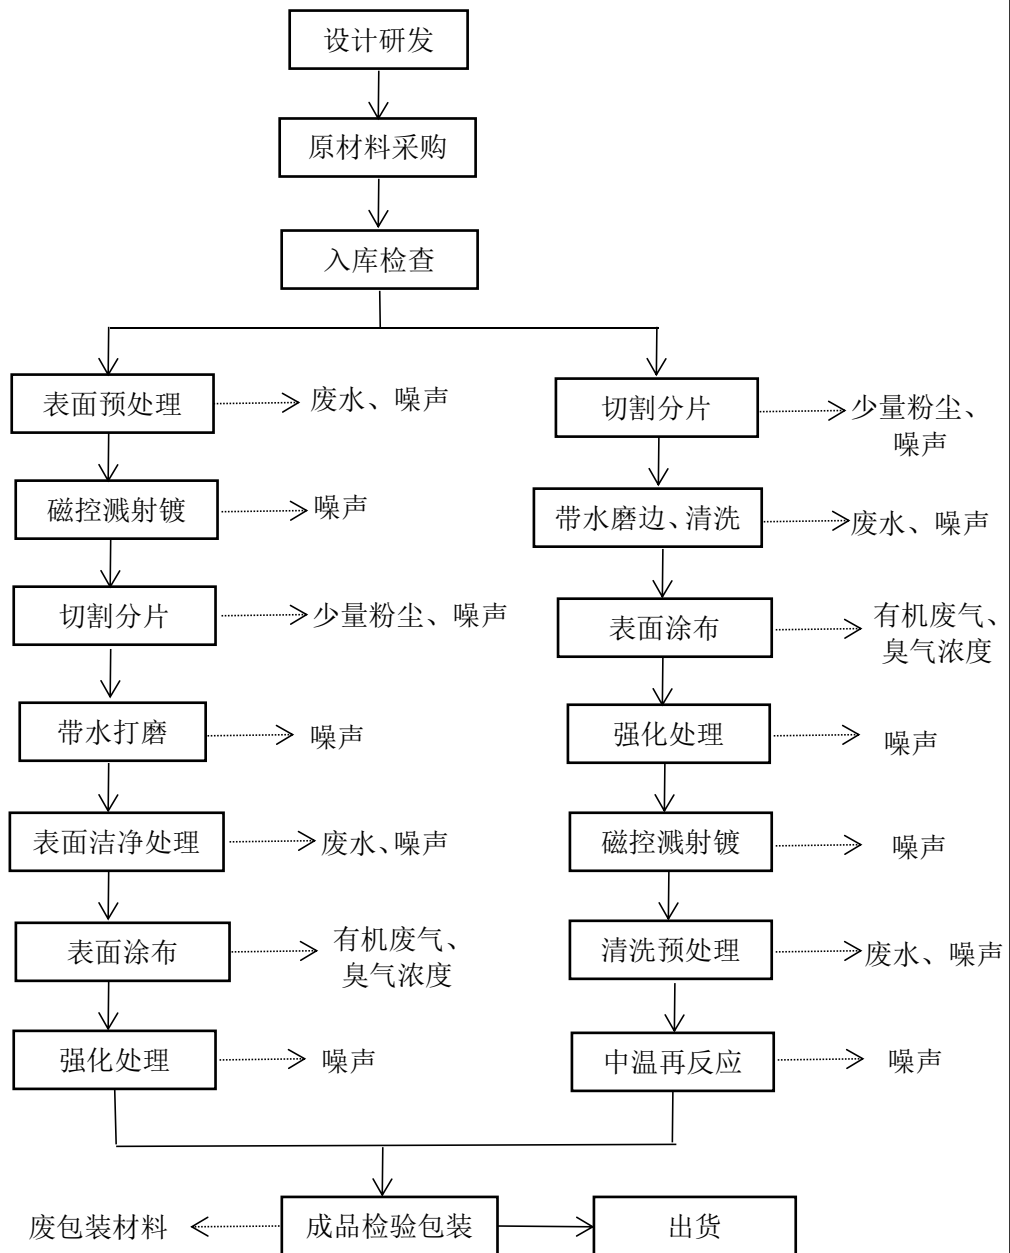 设计研发
原材料采购
入库检查
表面预处理
废水、噪声
磁控溅射镀
噪声
切割分片
少量粉尘、噪声
带水打磨
噪声
表面洁净处理
废水、噪声
表面涂布
有机废气、
臭气浓度
强化处理
噪声
切割分片
少量粉尘、
噪声
带水磨边、清洗
废水、噪声
表面涂布
有机废气、
臭气浓度
强化处理
噪声
磁控溅射镀
噪声
清洗预处理
废水、噪声
中温再反应
噪声
废包装材料
成品检验包装
出货